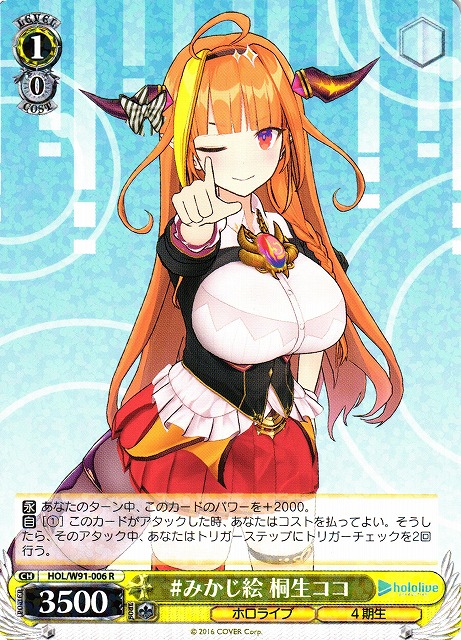 LEVEL
1
0
COST
永 あなたのターン中、このカードのパワーを+2000。
自 [①] このカードがアタックした時、あなたはコストを払ってよい。そうし
たら、そのアタック中、あなたはトリガーステップにトリガーチェックを2回
行う。
CH HOL/W91-006 R
#みかじ絵 桐生ココ
hololive
3500
ホロライブ
4期生
© 2016 COVER Corp.